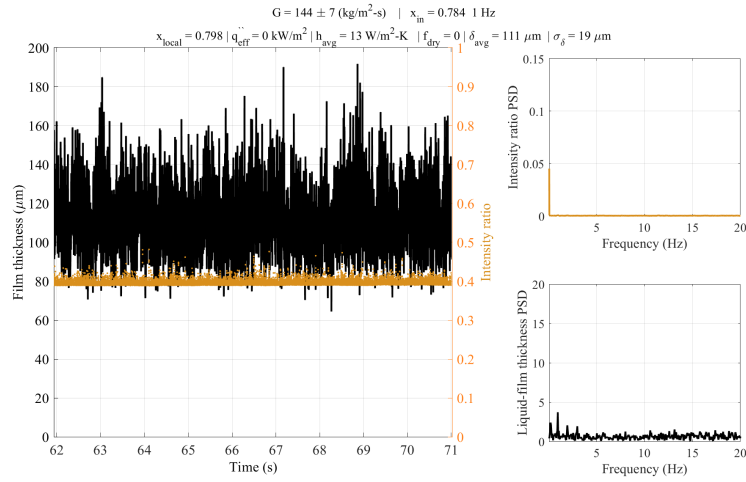 G = 144 ± 7 (kg/m²-s) | x_in = 0.784 1 Hz
x_local = 0.798 | q''_eff = 0 kW/m² | h_avg = 13 W/m²-K | f_dry = 0 | δ_avg = 111 μm | σ_δ = 19 μm
200
180
160
140
120
100
80
60
40
20
0
Film thickness (μm)
62 63 64 65 66 67 68 69 70 71
Time (s)
1
0.9
0.8
0.7
0.6
0.5
0.4
0.3
0.2
0.1
0
Intensity ratio
0.15
0.1
0.05
0
Intensity ratio PSD
5 10 15 20
Frequency (Hz)
20
15
10
5
0
Liquid-film thickness PSD
5 10 15 20
Frequency (Hz)